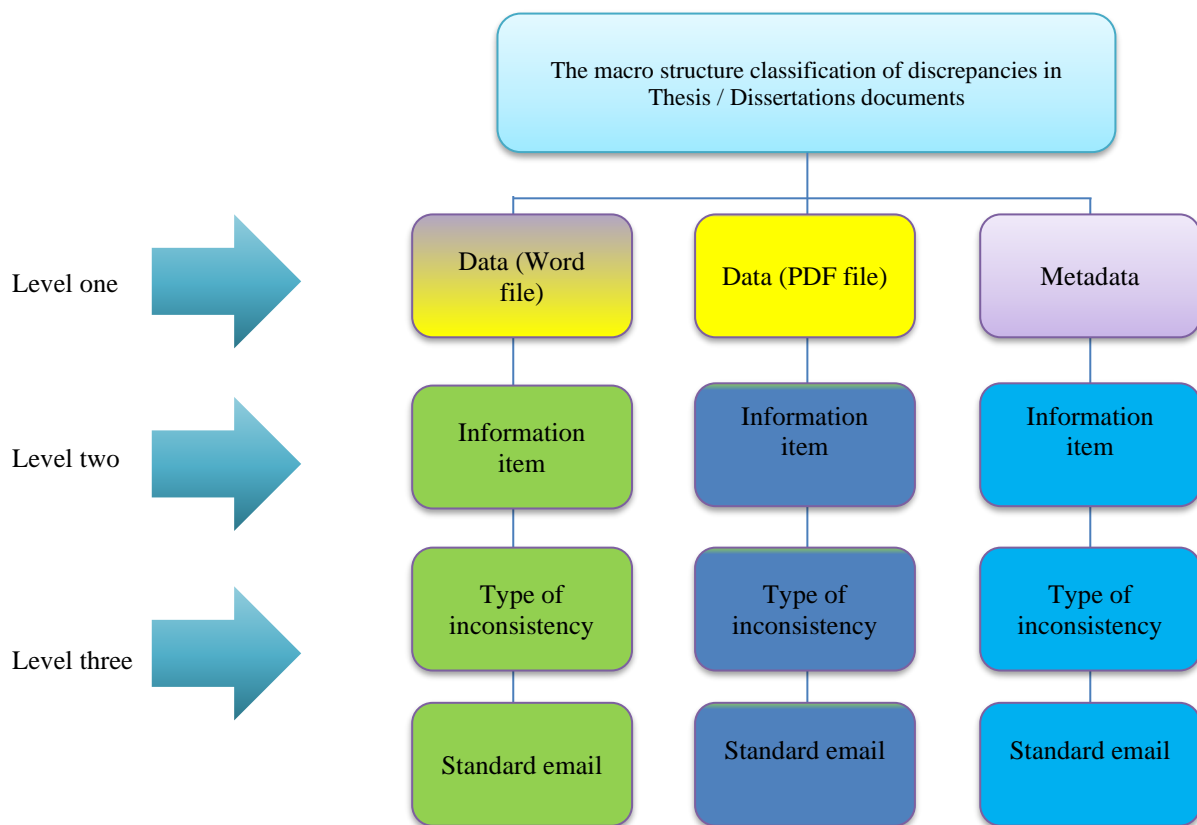 The macro structure classification of discrepancies in
Thesis / Dissertations documents
Level one
Data (Word
file)
Data (PDF file)
Metadata
Level two
Information
item
Information
item
Information
item
Level three
Type of
inconsistency
Type of
inconsistency
Type of
inconsistency
Standard email
Standard email
Standard email